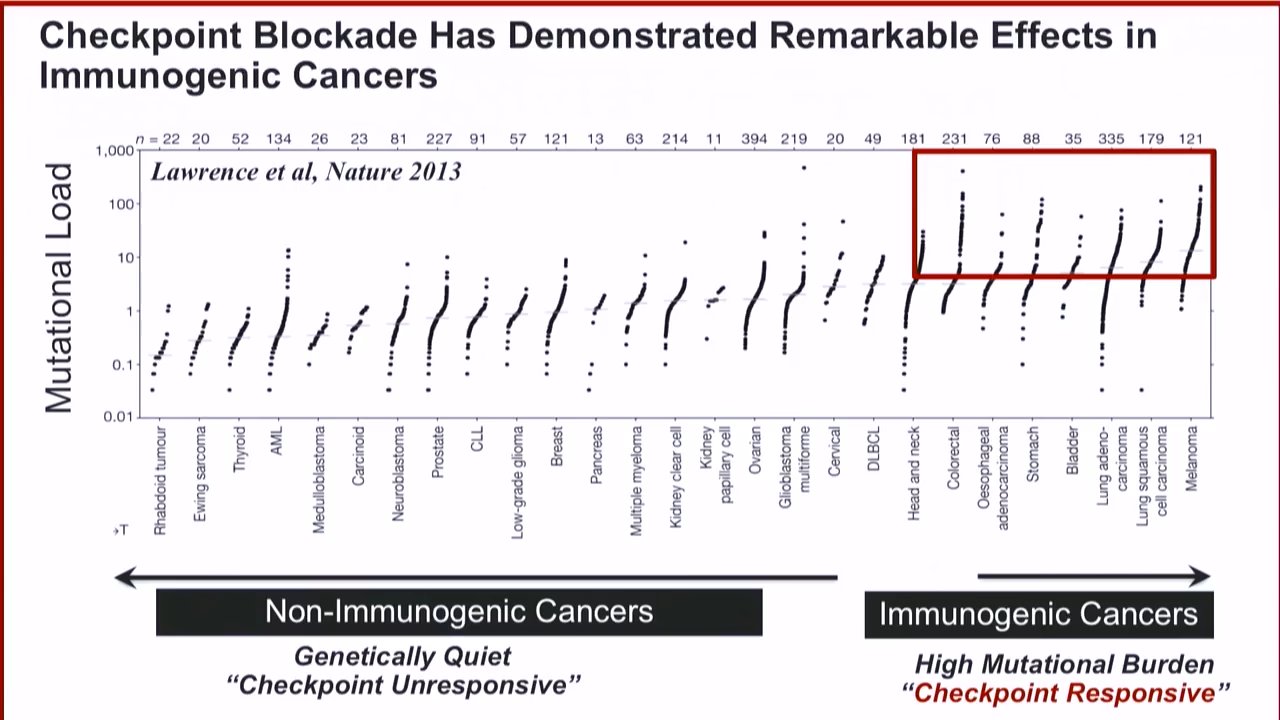 Checkpoint Blockade Has Demonstrated Remarkable Effects in
Immunogenic Cancers
n = 22 20 52 134 26 23 81 227 91 57 121 13 63 214 11 394 219 20 49 181 231 76 88 35 335 179 121
Lawrence et al, Nature 2013
Mutational Load
1,000
100
10
1
0.1
0.01
Rhabdoid tumour
Ewing sarcoma
Thyroid
AML
Medulloblastoma
Carcinoid
Neuroblastoma
Prostate
CLL
Low-grade glioma
Breast
Pancreas
Multiple myeloma
Kidney clear cell
Kidney
papillary cell
Ovarian
Glioblastoma
multiforme
Cervical
DLBCL
Head and neck
Colorectal
Oesophageal
adenocarcinoma
Stomach
Bladder
Lung adeno-
carcinoma
Lung squamous
cell carcinoma
Melanoma
→T
Non-Immunogenic Cancers
Genetically Quiet
“Checkpoint Unresponsive”
Immunogenic Cancers
High Mutational Burden
“Checkpoint Responsive”